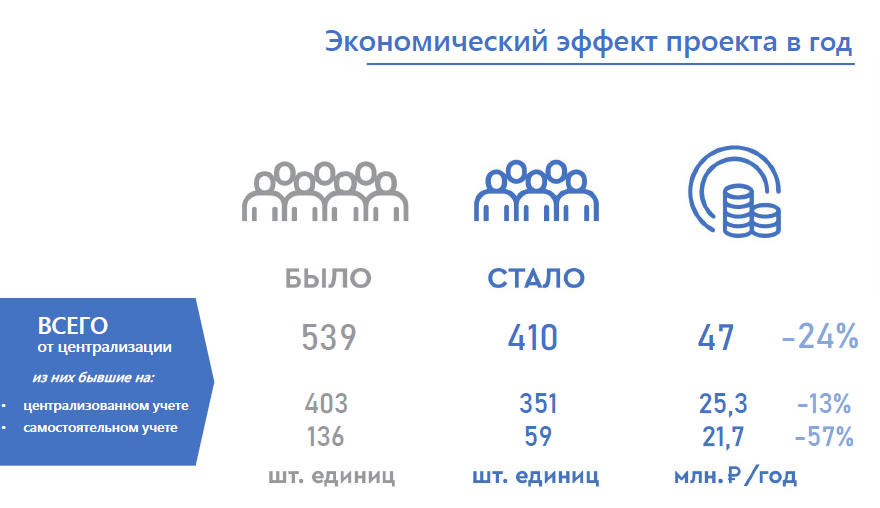 Экономический эффект проекта в год
БЫЛО СТАЛО
ВСЕГО
от централизации
539 410 47 -24%
из них бывшие на:
• централизованном учете 403 351 25,3 -13%
• самостоятельном учете 136 59 21,7 -57%
шт. единиц шт. единиц млн. ₽/год